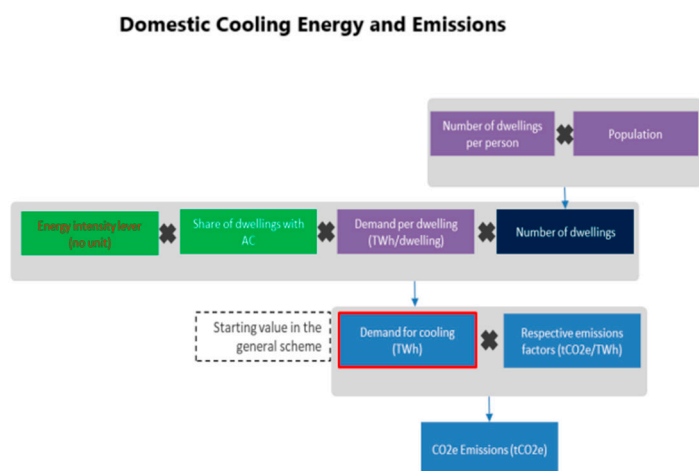 Domestic Cooling Energy and Emissions
Number of dwellings
per person
Population
Energy intensity lever
(no unit)
Share of dwellings with
AC
Demand per dwelling
(TWh/dwelling)
Number of dwellings
Starting value in the
general scheme
Demand for cooling
(TWh)
Respective emissions
factors (tCO2e/TWh)
CO2e Emissions (tCO2e)